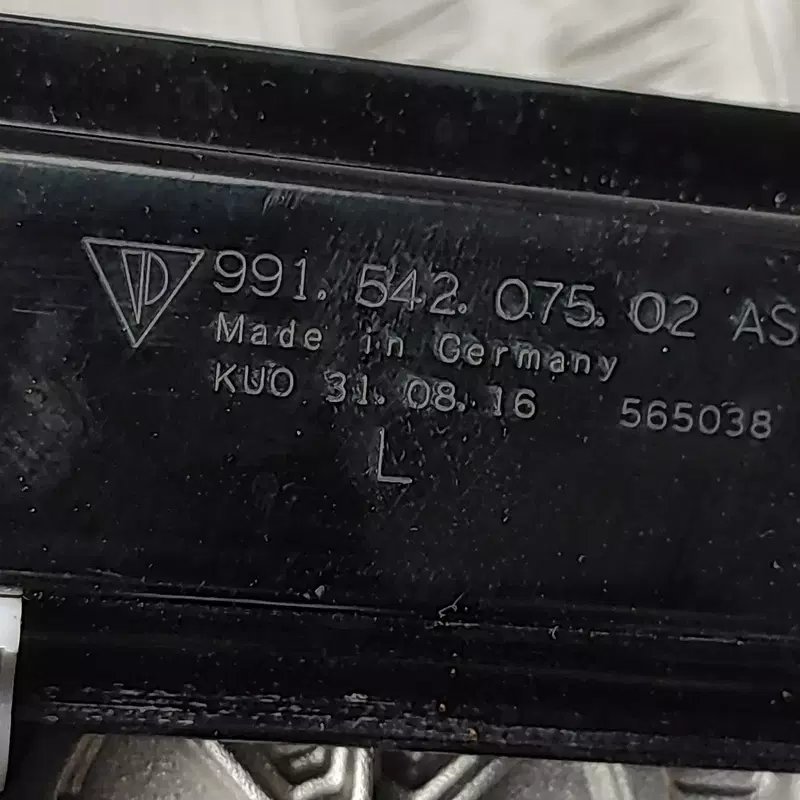 991. 542. 075. 02 AS
Made in Germany
KUO 31. 08. 16 565038
L